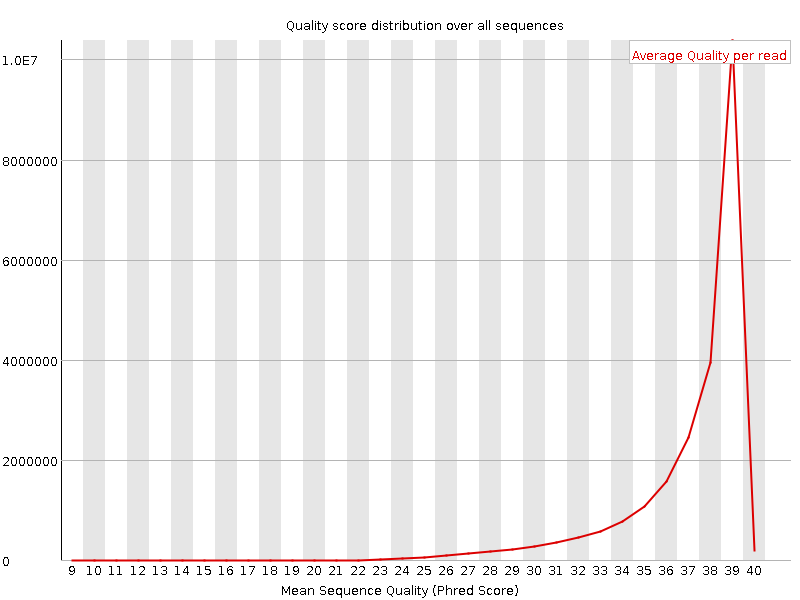 Quality score distribution over all sequences
Average Quality per read
1.0E7
8000000
6000000
4000000
2000000
0
9 10 11 12 13 14 15 16 17 18 19 20 21 22 23 24 25 26 27 28 29 30 31 32 33 34 35 36 37 38 39 40
Mean Sequence Quality (Phred Score)